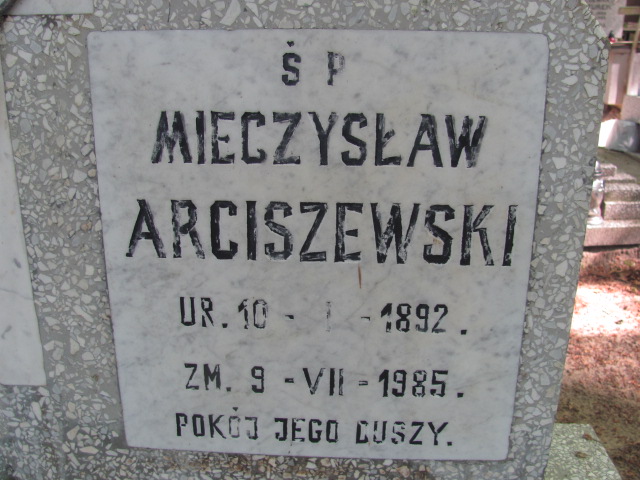 Ś P
MIECZYSŁAW
ARCISZEWSKI
UR. 10 - I - 1892.
ZM. 9 - VII - 1985.
POKÓJ JEGO DUSZY.